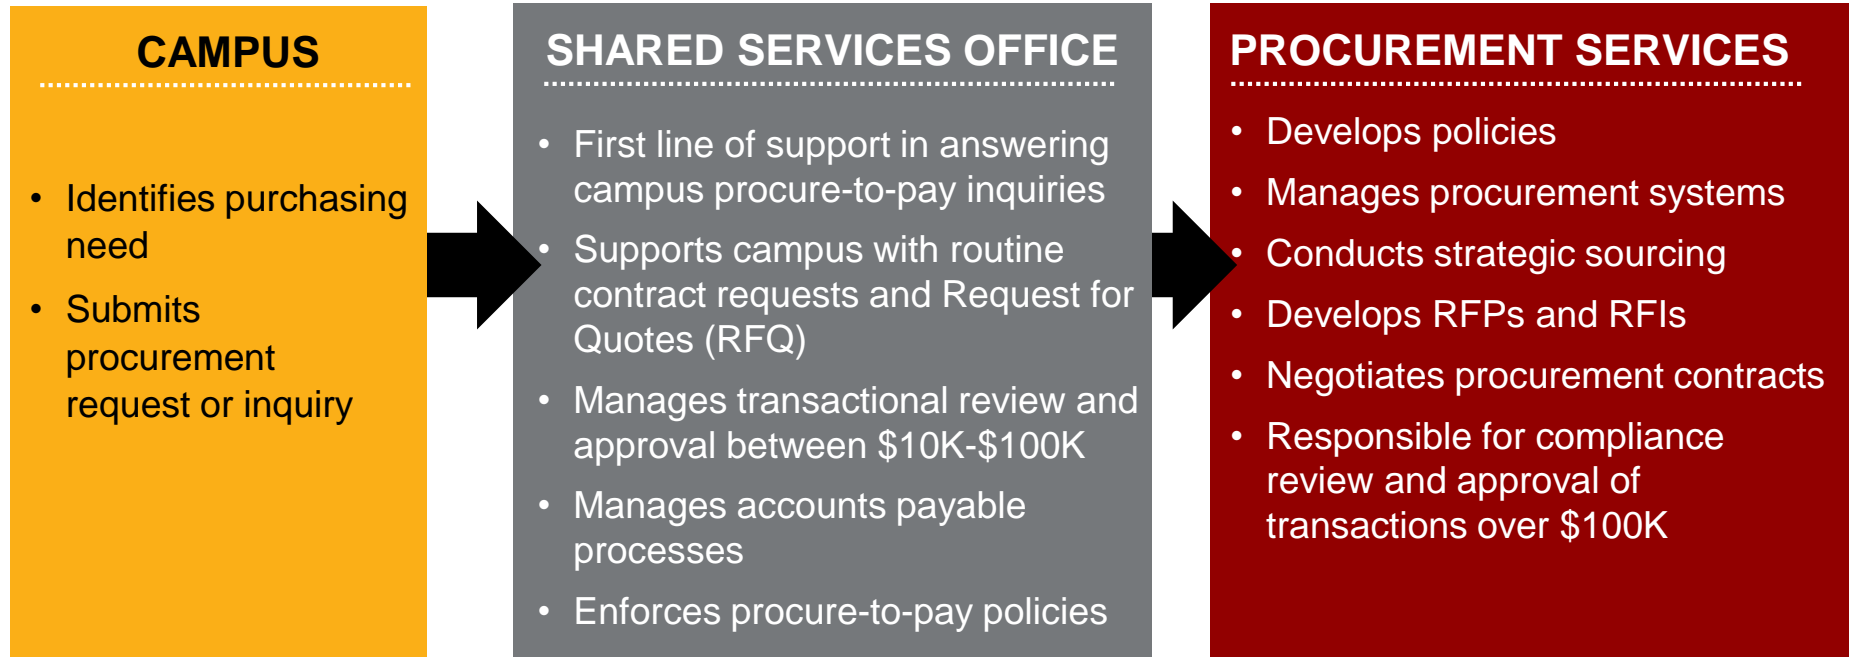 CAMPUS
• Identifies purchasing
need
• Submits
procurement
request or inquiry
SHARED SERVICES OFFICE
• First line of support in answering
campus procure-to-pay inquiries
• Supports campus with routine
contract requests and Request for
Quotes (RFQ)
• Manages transactional review and
approval between $10K-$100K
• Manages accounts payable
processes
• Enforces procure-to-pay policies
PROCUREMENT SERVICES
• Develops policies
• Manages procurement systems
• Conducts strategic sourcing
• Develops RFPs and RFIs
• Negotiates procurement contracts
• Responsible for compliance
review and approval of
transactions over $100K